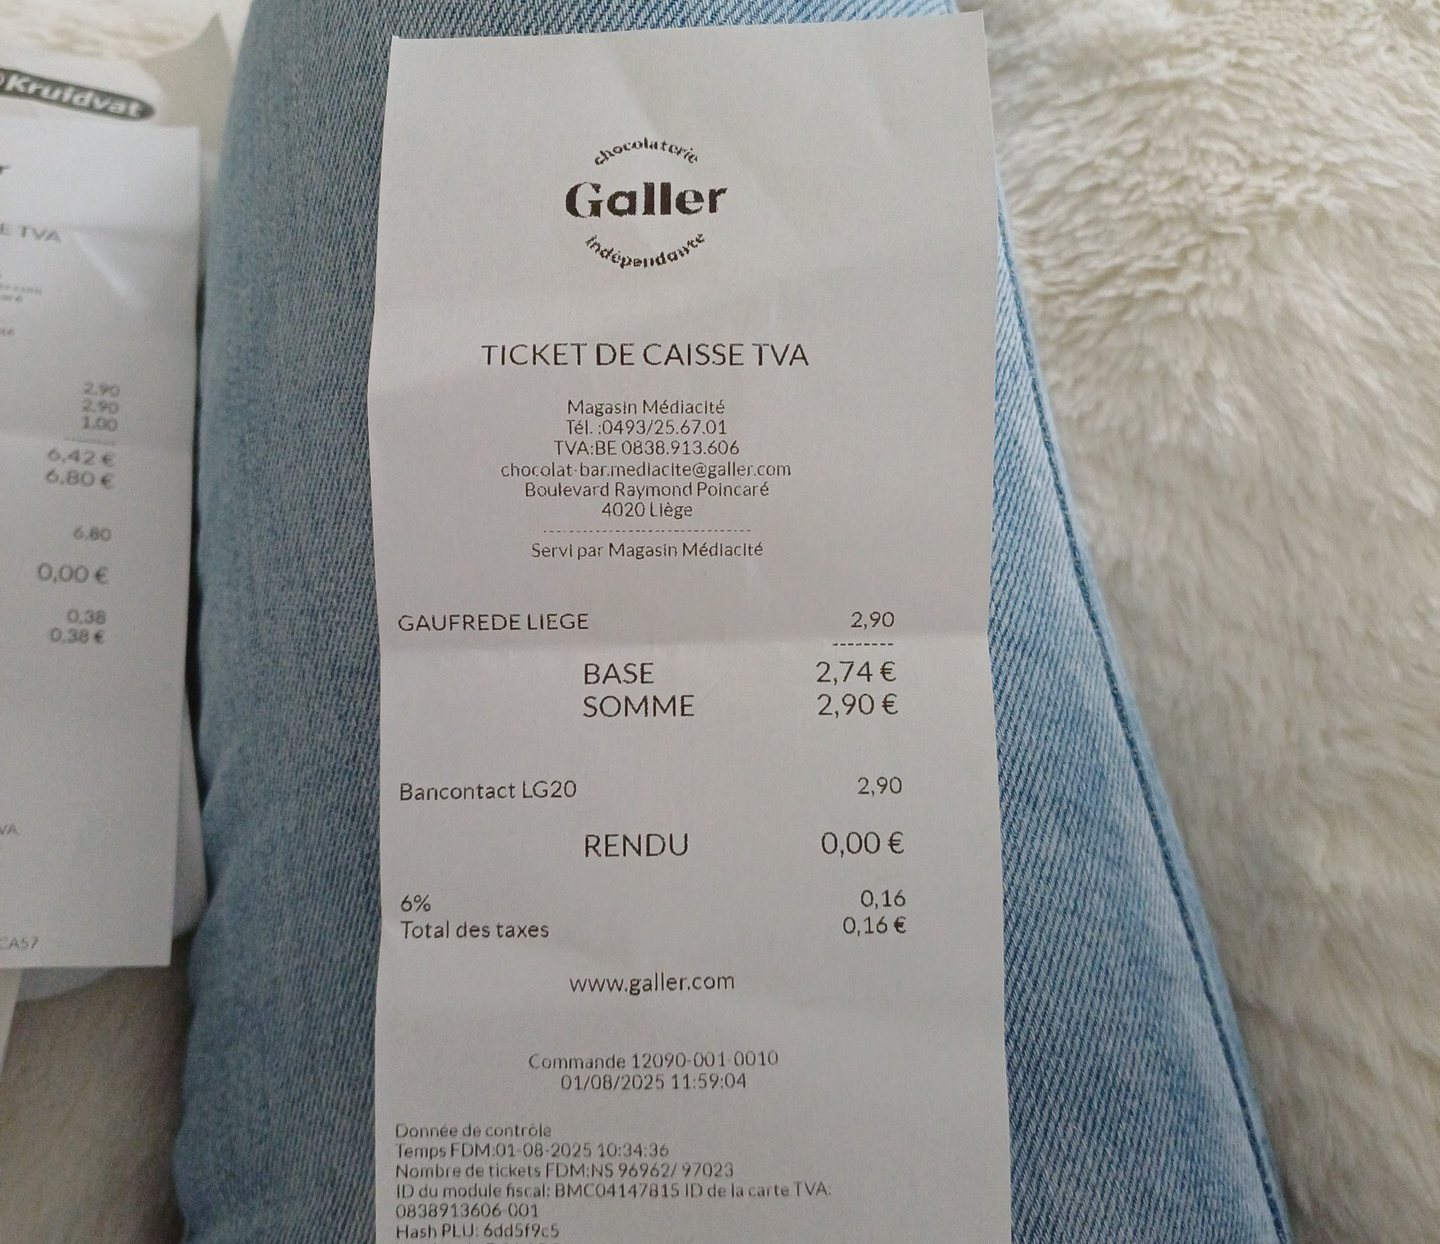 Kruidvat
E TVA
2.90
2.90
1.00
6,42 €
6,80 €
6,80
0,00 €
0,38
0,38 €
VA
CA57
chocolaterie
Galler
indépendante
TICKET DE CAISSE TVA
Magasin Médiacité
Tél. :0493/25.67.01
TVA:BE 0838.913.606
chocolat-bar.mediacite@galler.com
Boulevard Raymond Poincaré
4020 Liège
------------------------------
Servi par Magasin Médiacité
GAUFREDE LIEGE 2,90
--------
BASE 2,74 €
SOMME 2,90 €
Bancontact LG20 2,90
RENDU 0,00 €
6% 0,16
Total des taxes 0,16 €
www.galler.com
Commande 12090-001-0010
01/08/2025 11:59:04
Donnée de contrôle
Temps FDM:01-08-2025 10:34:36
Nombre de tickets FDM:NS 96962/ 97023
ID du module fiscal: BMC04147815 ID de la carte TVA:
0838913606-001
Hash PLU: 6dd5f9c5